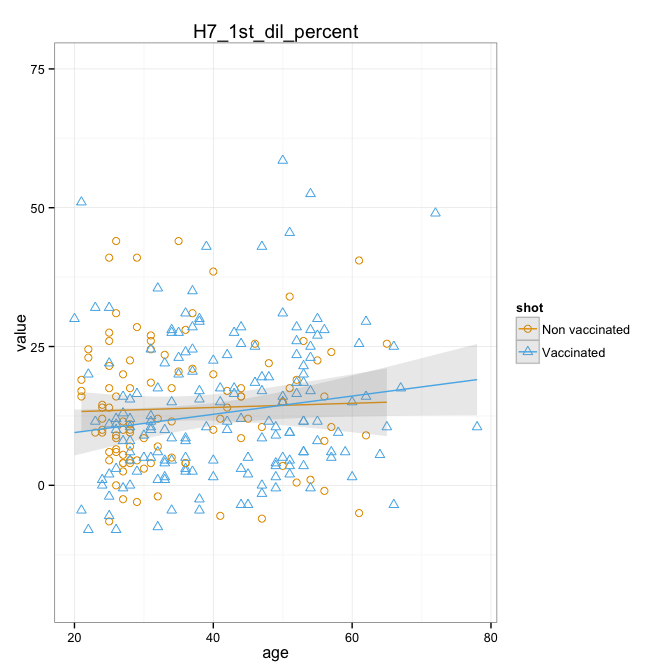 H7_1st_dil_percent
75
50
25
0
value
20 40 60 80
age
shot
Non vaccinated
Vaccinated